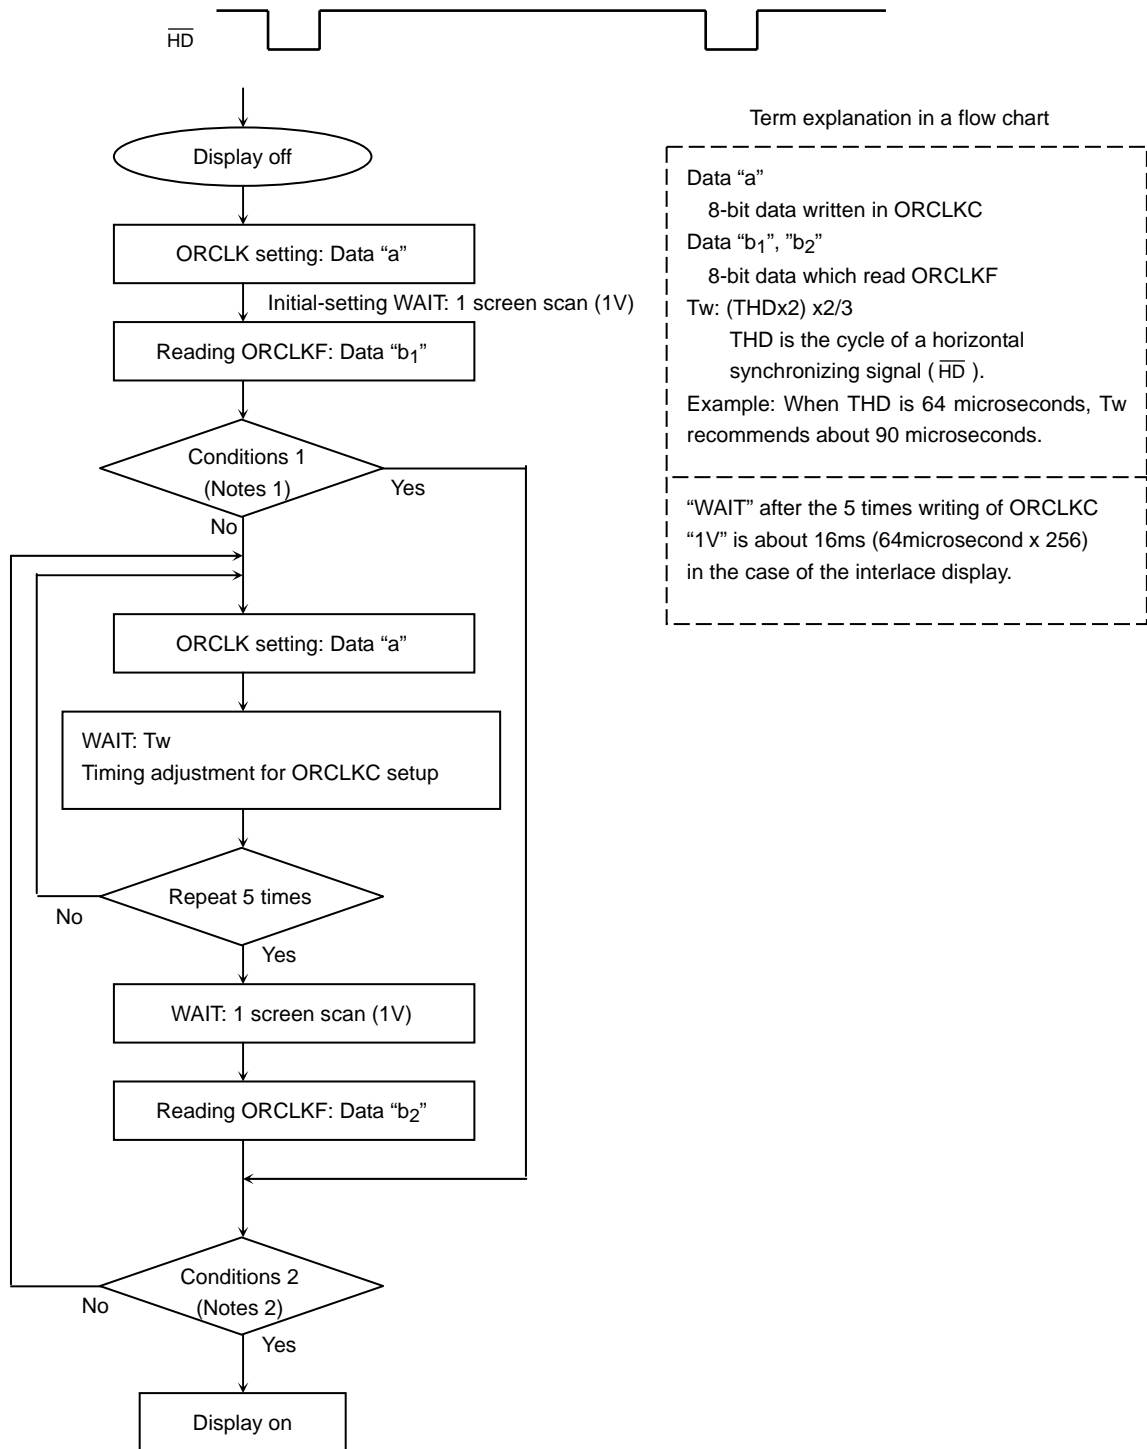 HD
Display off
ORCLK setting: Data “a”
Initial-setting WAIT: 1 screen scan (1V)
Reading ORCLKF: Data “b1”
Conditions 1
(Notes 1)
Yes
No
ORCLK setting: Data “a”
WAIT: Tw
Timing adjustment for ORCLKC setup
Repeat 5 times
No
Yes
WAIT: 1 screen scan (1V)
Reading ORCLKF: Data “b2”
Conditions 2
(Notes 2)
No
Yes
Display on
Term explanation in a flow chart
Data “a”
8-bit data written in ORCLKC
Data “b1”, ”b2”
8-bit data which read ORCLKF
Tw: (THDx2) x2/3
THD is the cycle of a horizontal
synchronizing signal ( HD ).
Example: When THD is 64 microseconds, Tw
recommends about 90 microseconds.
“WAIT” after the 5 times writing of ORCLKC
“1V” is about 16ms (64microsecond x 256)
in the case of the interlace display.